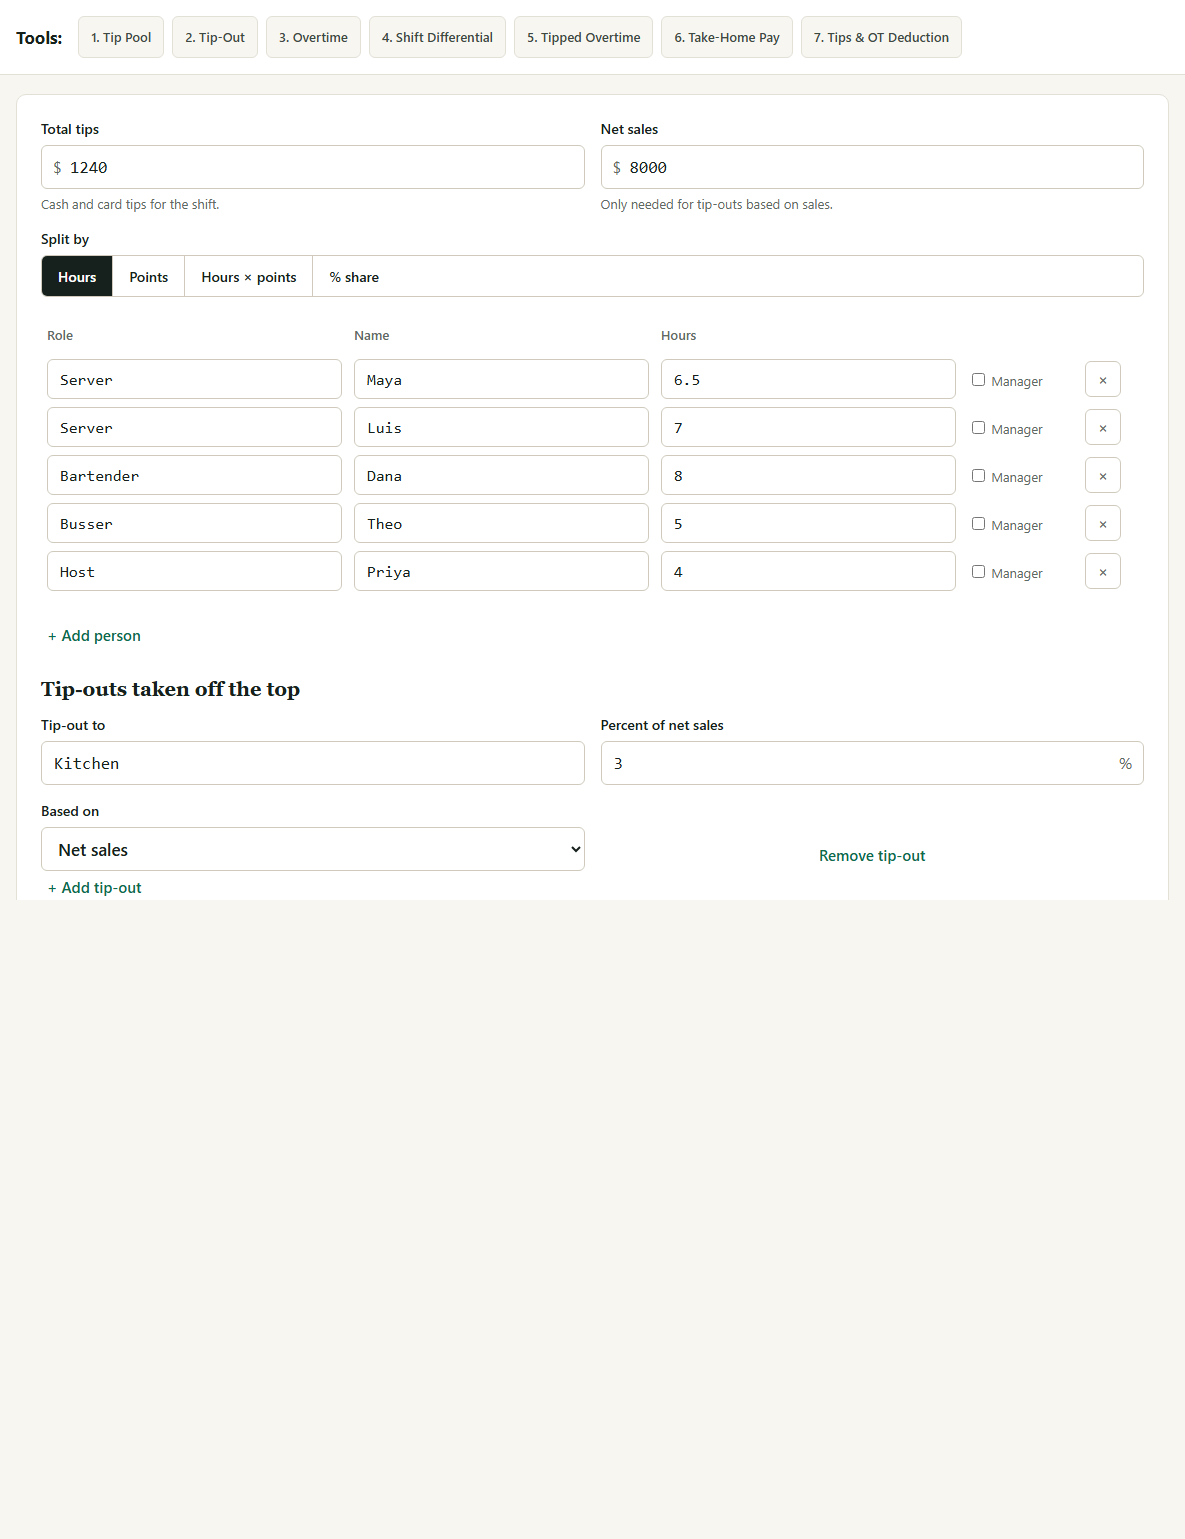 Tools: 1. Tip Pool 2. Tip-Out 3. Overtime 4. Shift Differential 5. Tipped Overtime 6. Take-Home Pay 7. Tips & OT Deduction
Total tips Net sales
$ 1240 $ 8000
Cash and card tips for the shift. Only needed for tip-outs based on sales.
Split by
Hours Points Hours × points % share
Role Name Hours
Server Maya 6.5 Manager ×
Server Luis 7 Manager ×
Bartender Dana 8 Manager ×
Busser Theo 5 Manager ×
Host Priya 4 Manager ×
+ Add person
Tip-outs taken off the top
Tip-out to Percent of net sales
Kitchen 3 %
Based on
Net sales Remove tip-out
+ Add tip-out